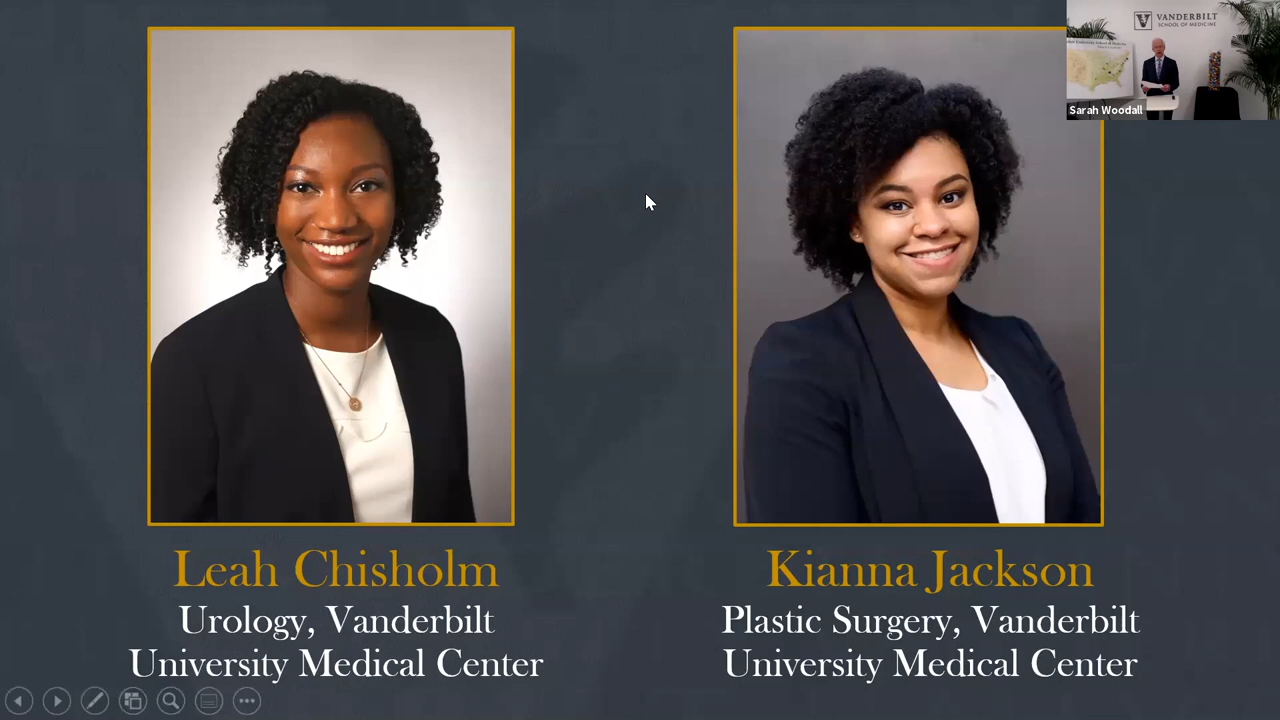 VANDERBILT
SCHOOL OF MEDICINE
Sarah Woodall
Leah Chisholm
Urology, Vanderbilt
University Medical Center
Kianna Jackson
Plastic Surgery, Vanderbilt
University Medical Center